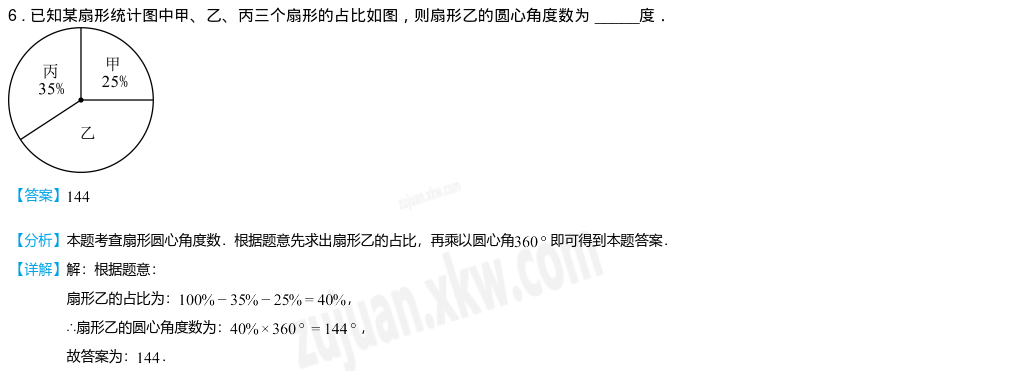 6．已知某扇形统计图中甲、乙、丙三个扇形的占比如图，则扇形乙的圆心角度数为 ______度．
丙
35%
甲
25%
乙
【答案】144
【分析】本题考查扇形圆心角度数．根据题意先求出扇形乙的占比，再乘以圆心角360°即可得到本题答案．
【详解】解：根据题意：
扇形乙的占比为：100%－35%－25%＝40%，
∴扇形乙的圆心角度数为：40%×360°＝144°，
故答案为：144．
zujuan.xkw.com
zujuan.xkw.com